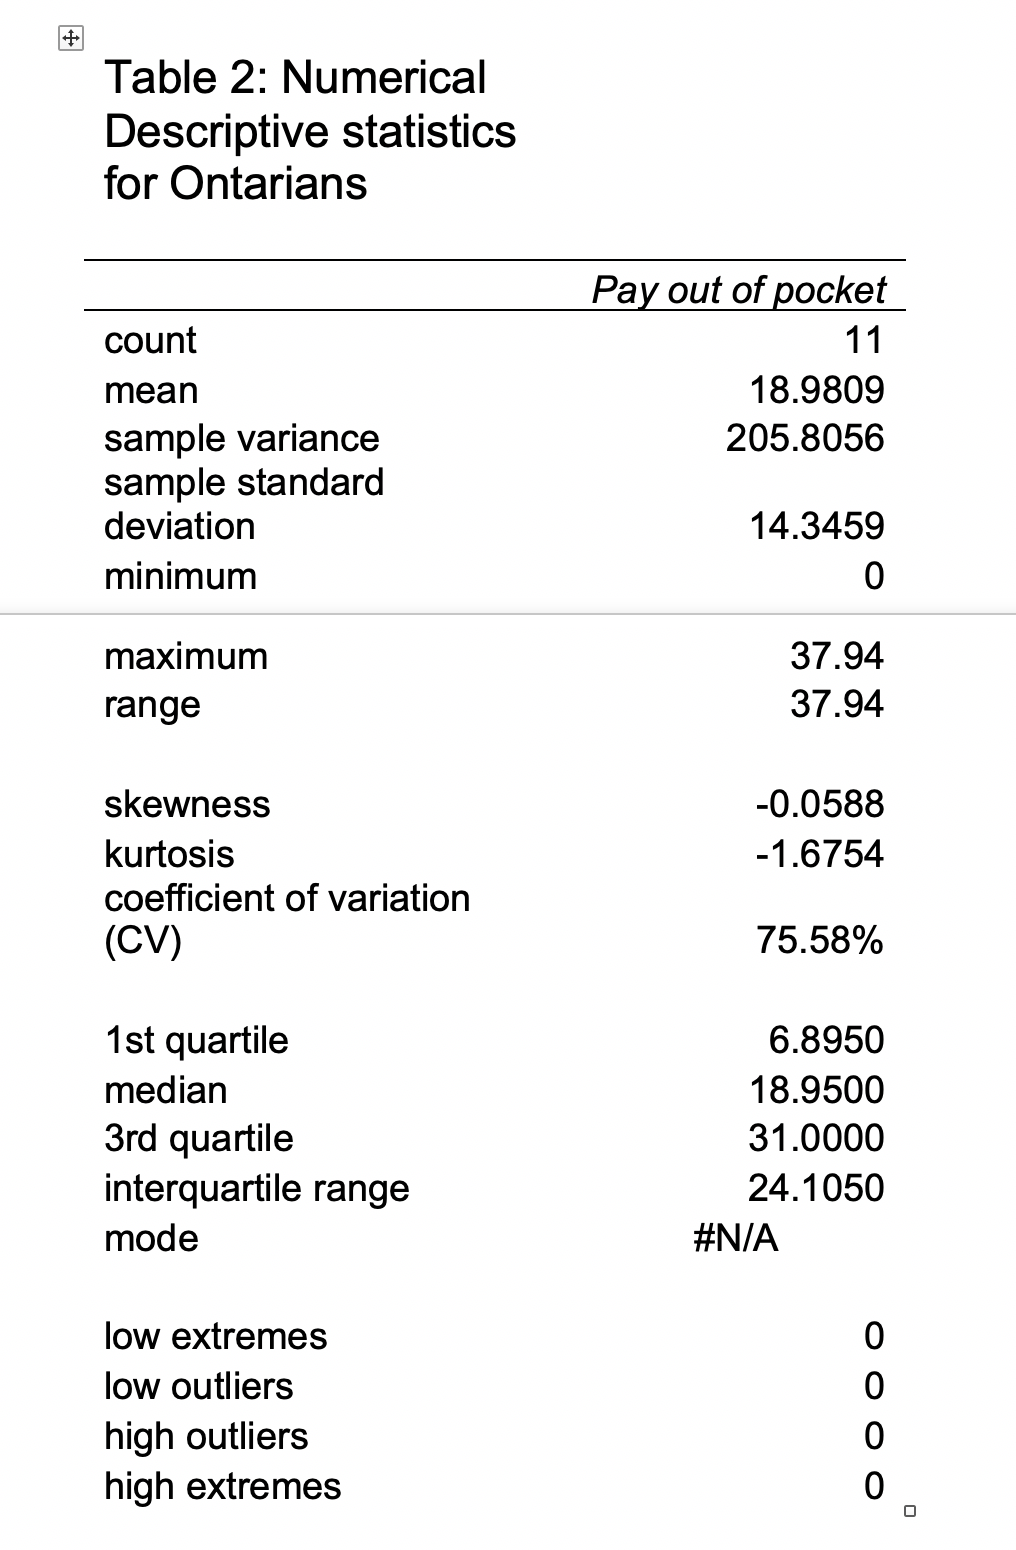 Table 2: Numerical
Descriptive statistics
for Ontarians
Pay out of pocket
count 11
mean 18.9809
sample variance 205.8056
sample standard
deviation 14.3459
minimum 0
maximum 37.94
range 37.94
skewness -0.0588
kurtosis -1.6754
coefficient of variation
(CV) 75.58%
1st quartile 6.8950
median 18.9500
3rd quartile 31.0000
interquartile range 24.1050
mode #N/A
low extremes 0
low outliers 0
high outliers 0
high extremes 0